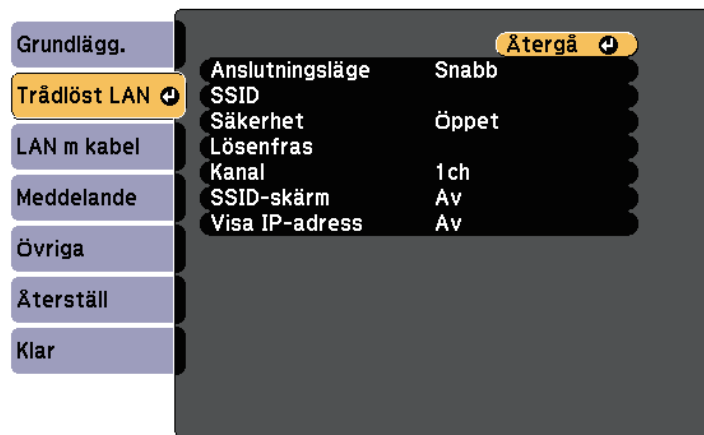 Grundlägg.
Trådlöst LAN
LAN m kabel
Meddelande
Övriga
Återställ
Klar
Återgå
Anslutningsläge Snabb
SSID
Säkerhet Öppet
Lösenfras
Kanal 1ch
SSID-skärm Av
Visa IP-adress Av